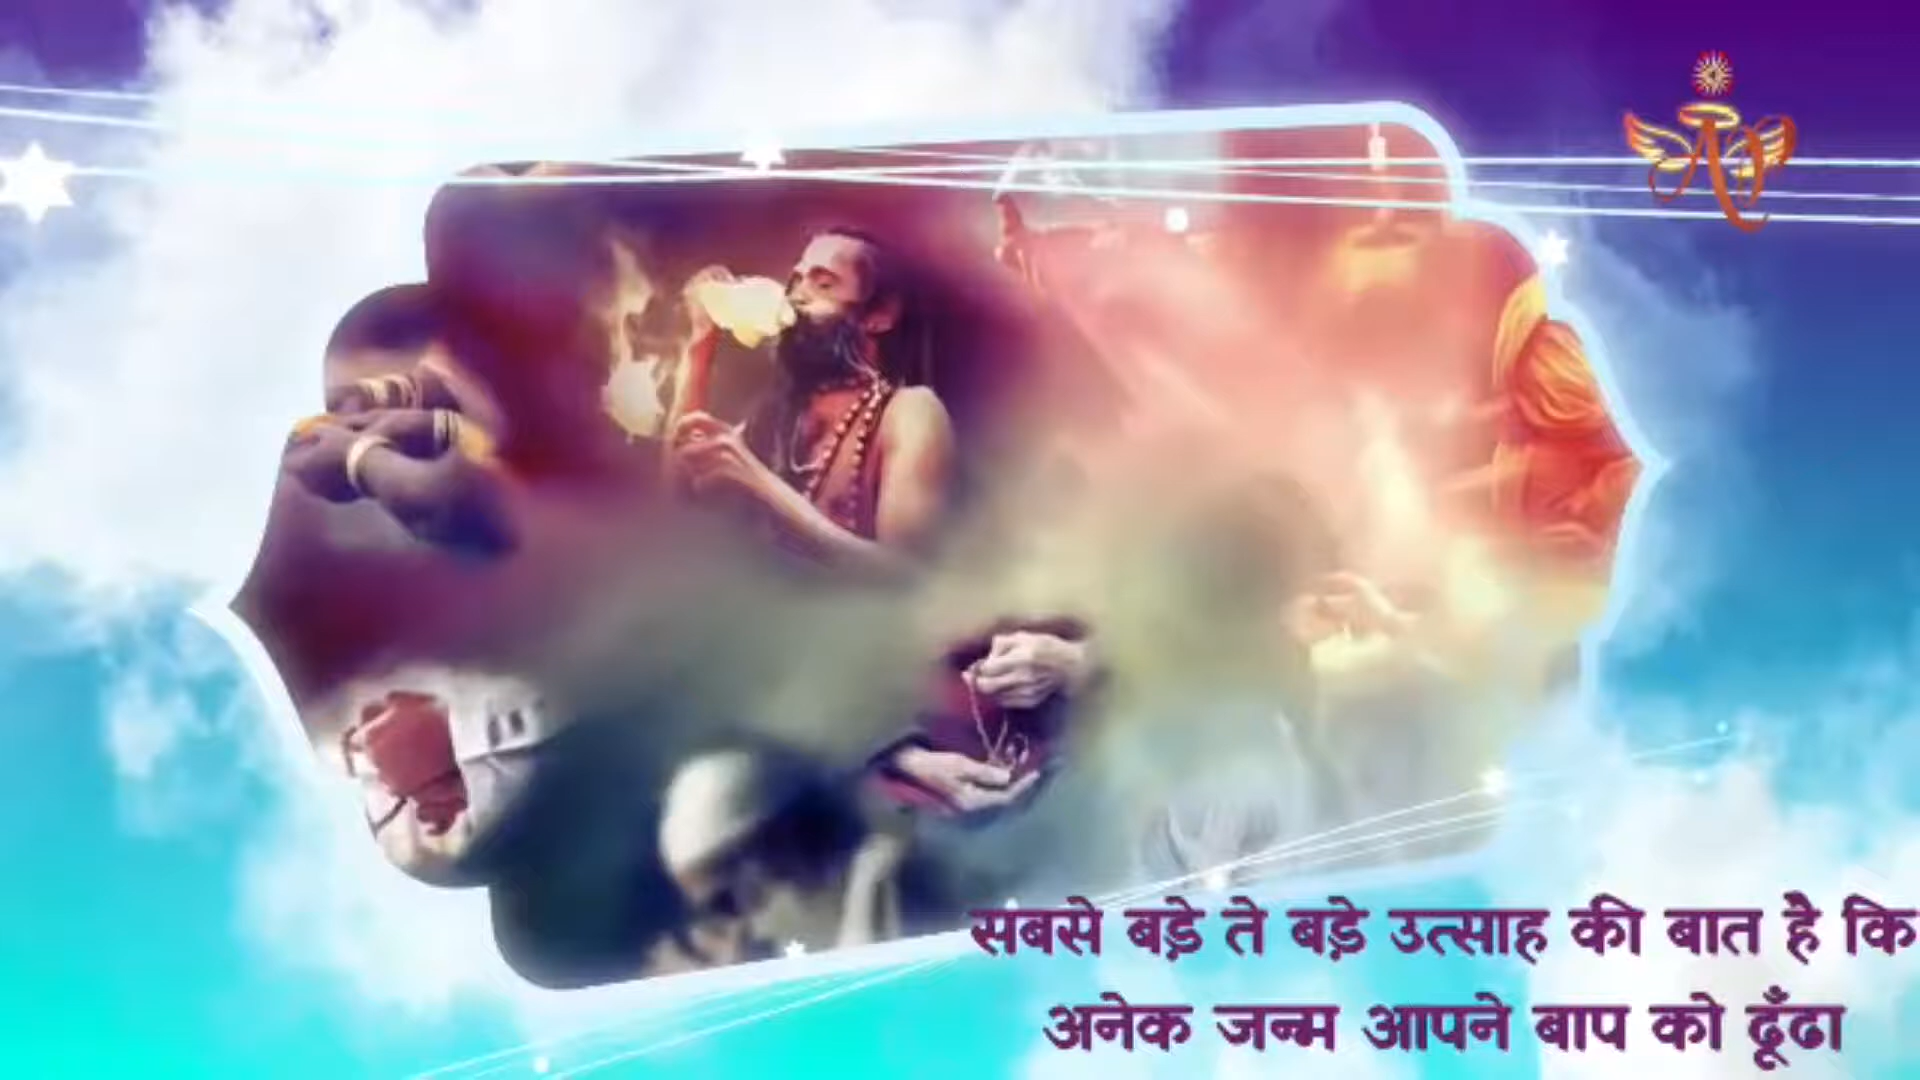 सबसे बड़े ते बड़े उत्साह की बात है कि
अनेक जन्म आपने बाप को ढूँढा